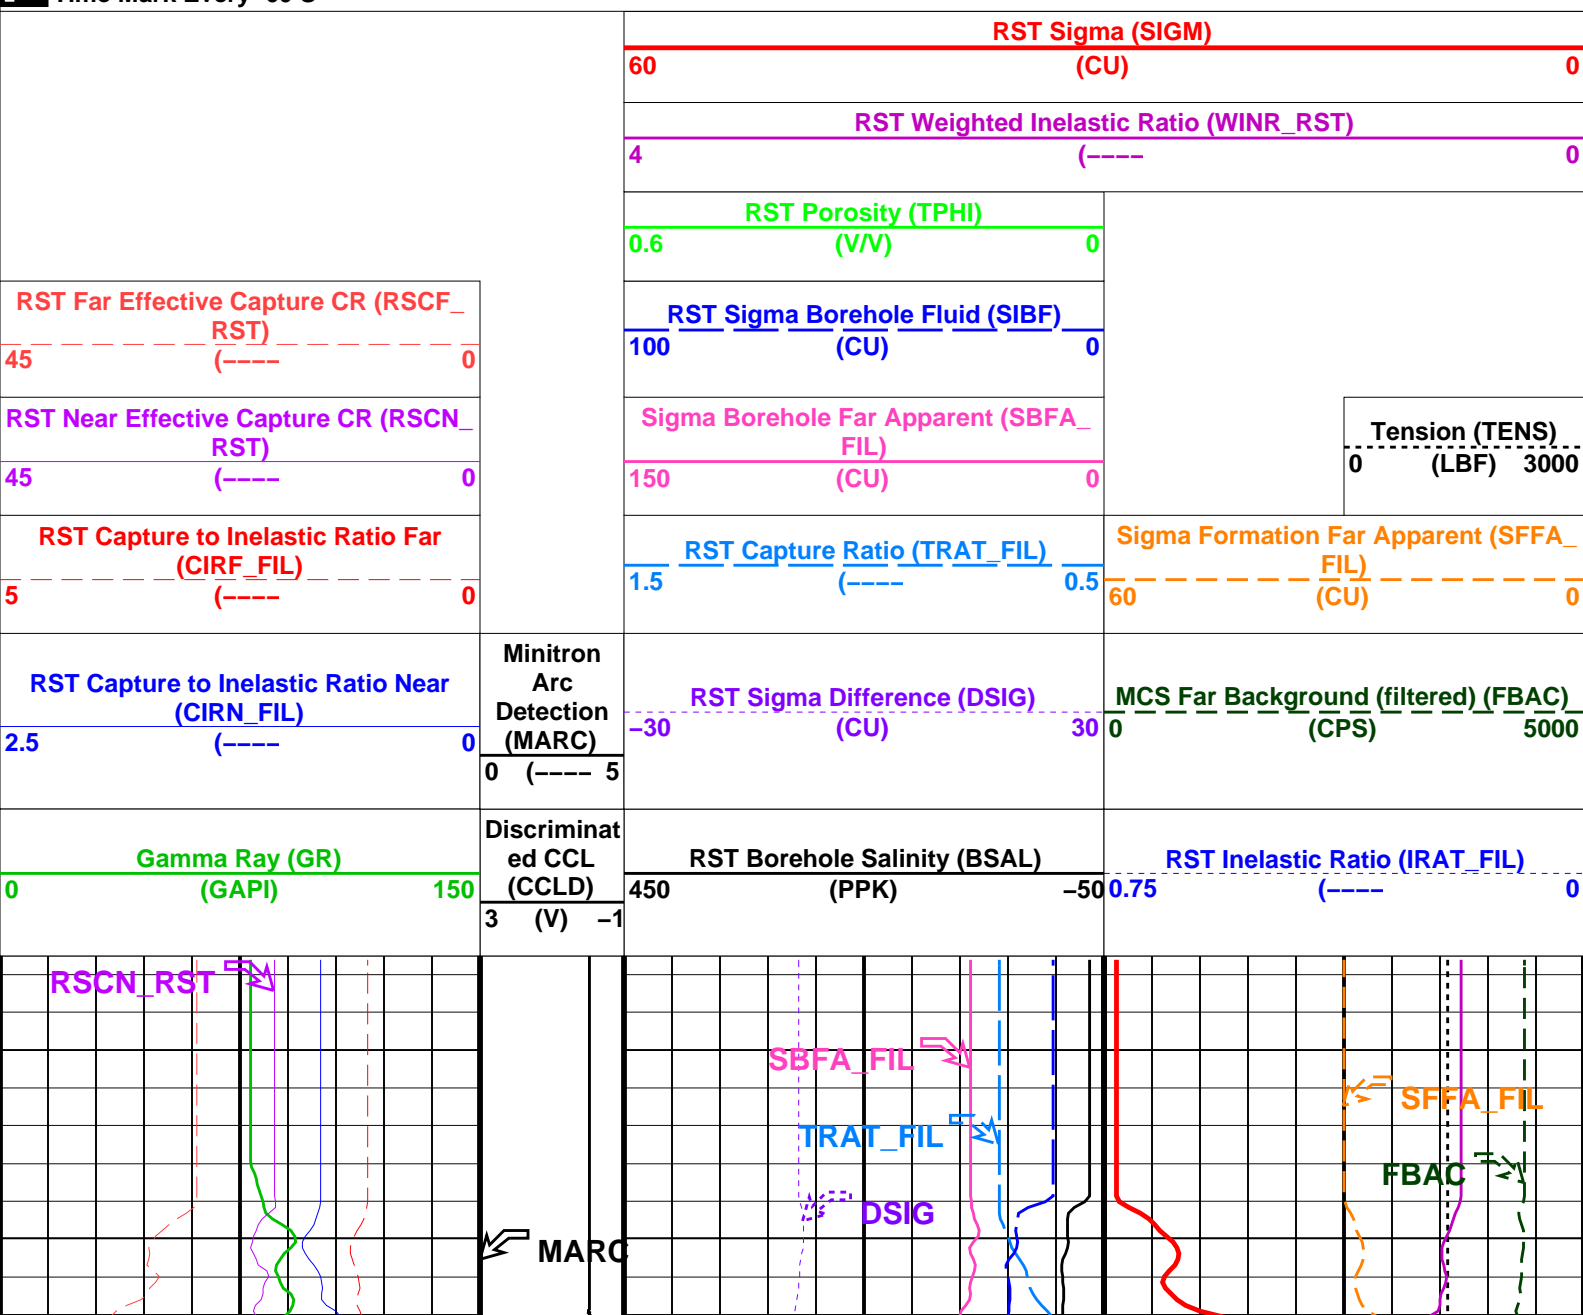 RST Sigma (SIGM)
60 (CU) 0
RST Weighted Inelastic Ratio (WINR_RST)
4 (–––– 0
RST Porosity (TPHI)
0.6 (V/V) 0
RST Far Effective Capture CR (RSCF_
RST)
45 (–––– 0
RST Sigma Borehole Fluid (SIBF)
100 (CU) 0
RST Near Effective Capture CR (RSCN_
RST)
45 (–––– 0
Sigma Borehole Far Apparent (SBFA_
FIL)
150 (CU) 0
Tension (TENS)
0 (LBF) 3000
RST Capture to Inelastic Ratio Far
(CIRF_FIL)
5 (–––– 0
RST Capture Ratio (TRAT_FIL)
1.5 (–––– 0.5
Sigma Formation Far Apparent (SFFA_
FIL)
60 (CU) 0
RST Capture to Inelastic Ratio Near
(CIRN_FIL)
2.5 (–––– 0
Minitron
Arc
Detection
(MARC)
0 (–––– 5
RST Sigma Difference (DSIG)
–30 (CU) 30
MCS Far Background (filtered) (FBAC)
0 (CPS) 5000
Gamma Ray (GR)
0 (GAPI) 150
Discriminat
ed CCL
(CCLD)
3 (V) –1
RST Borehole Salinity (BSAL)
450 (PPK) –50
RST Inelastic Ratio (IRAT_FIL)
0.75 (–––– 0
RSCN_RST
SBFA_FIL
SFFA_FIL
TRAT_FIL
FBAC
DSIG
MARC